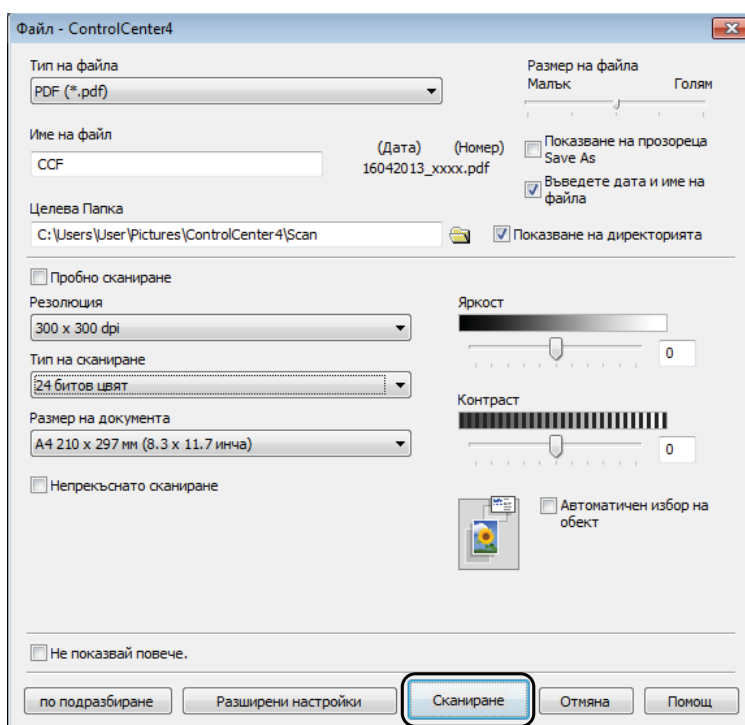 Файл - ControlCenter4
Тип на файла
PDF (*.pdf)
Размер на файла
Малък Голям
Име на файл
CCF
(Дата) (Номер)
16042013_xxxx.pdf
Показване на прозореца
Save As
Въведете дата и име на
файла
Целева Папка
C:\Users\User\Pictures\ControlCenter4\Scan
Показване на директорията
Пробно сканиране
Резолюция
300 x 300 dpi
Тип на сканиране
24 битов цвят
Размер на документа
A4 210 x 297 мм (8.3 x 11.7 инча)
Непрекъснато сканиране
Яркост
0
Контраст
0
Автоматичен избор на
обект
Не показвай повече.
по подразбиране
Разширени настройки
Сканиране
Отмяна
Помощ